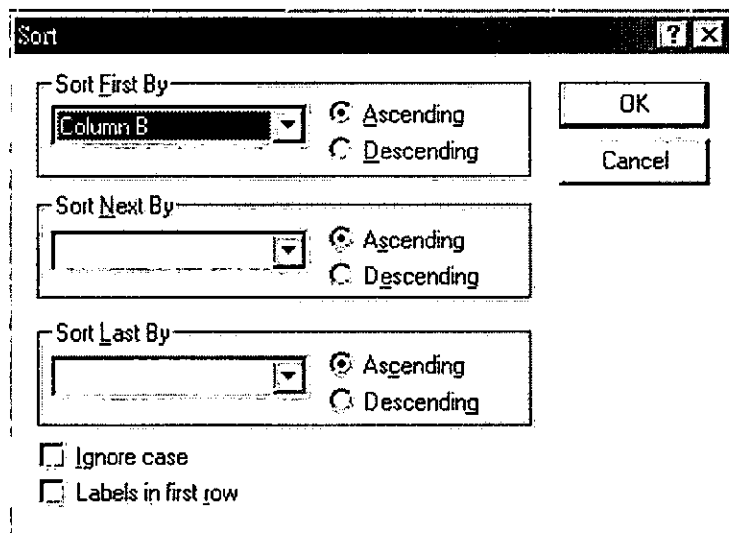 Sort
Sort First By
Column B
Ascending
Descending
OK
Cancel
Sort Next By
Ascending
Descending
Sort Last By
Ascending
Descending
Ignore case
Labels in first row